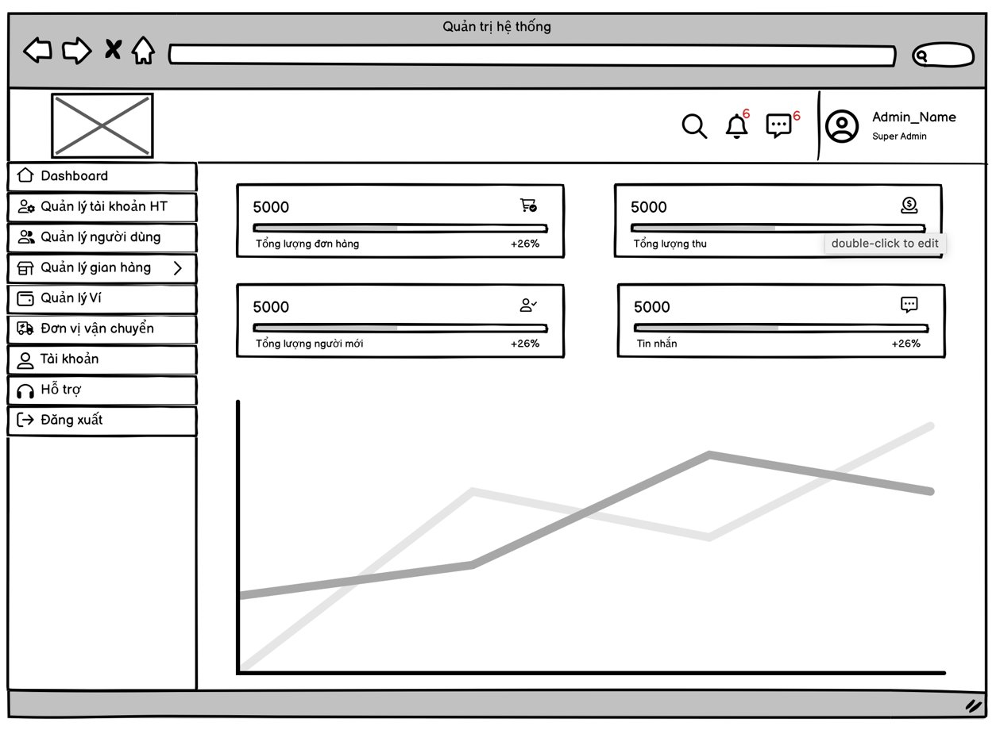 Quản trị hệ thống
6
6
Admin_Name
Super Admin
Dashboard
Quản lý tài khoản HT
Quản lý người dùng
Quản lý gian hàng
Quản lý Ví
Đơn vị vận chuyển
Tài khoản
Hỗ trợ
Đăng xuất
5000
Tổng lượng đơn hàng
+26%
5000
Tổng lượng thu
double-click to edit
5000
Tổng lượng người mới
+26%
5000
Tin nhắn
+26%